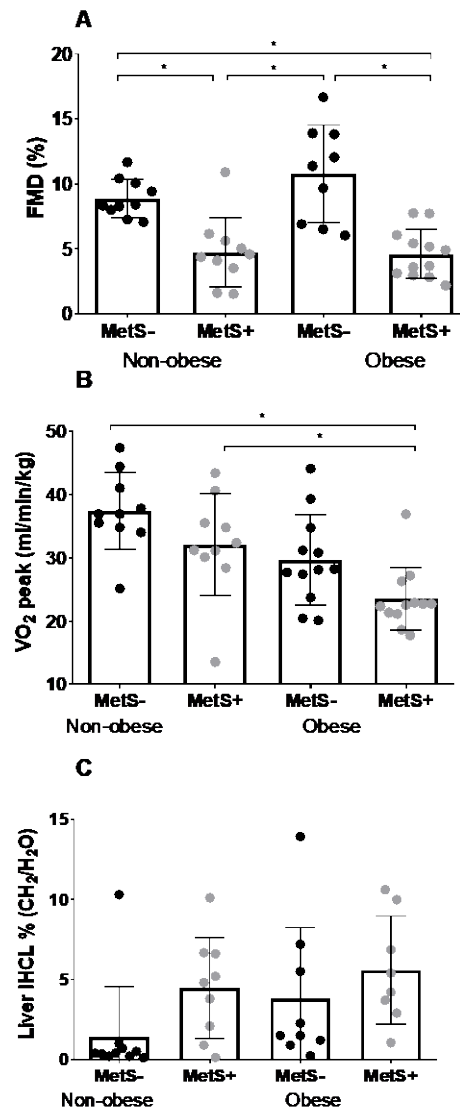 A
*
* * *
20
15
10
5
0
FMD (%)
MetS- MetS+ MetS- MetS+
Non-obese Obese
B
*
*
50
40
30
20
10
VO₂ peak (ml/min/kg)
MetS- MetS+ MetS- MetS+
Non-obese Obese
C
15
10
5
0
Liver IHCL % (CH₂/H₂O)
MetS- MetS+ MetS- MetS+
Non-obese Obese